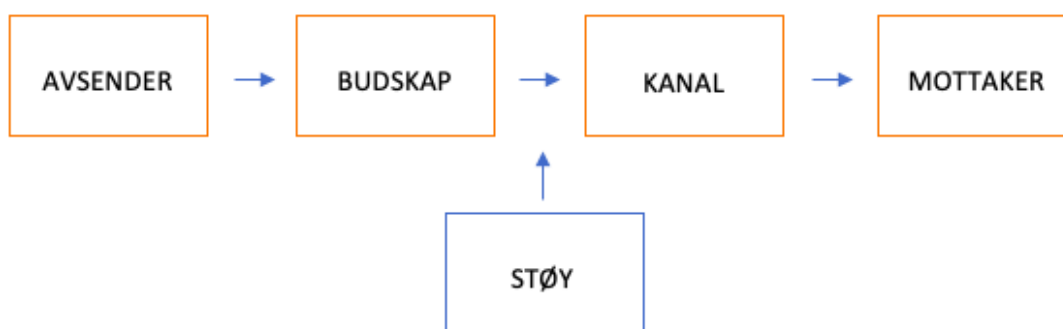 AVSENDER
BUDSKAP
KANAL
MOTTAKER
STØY